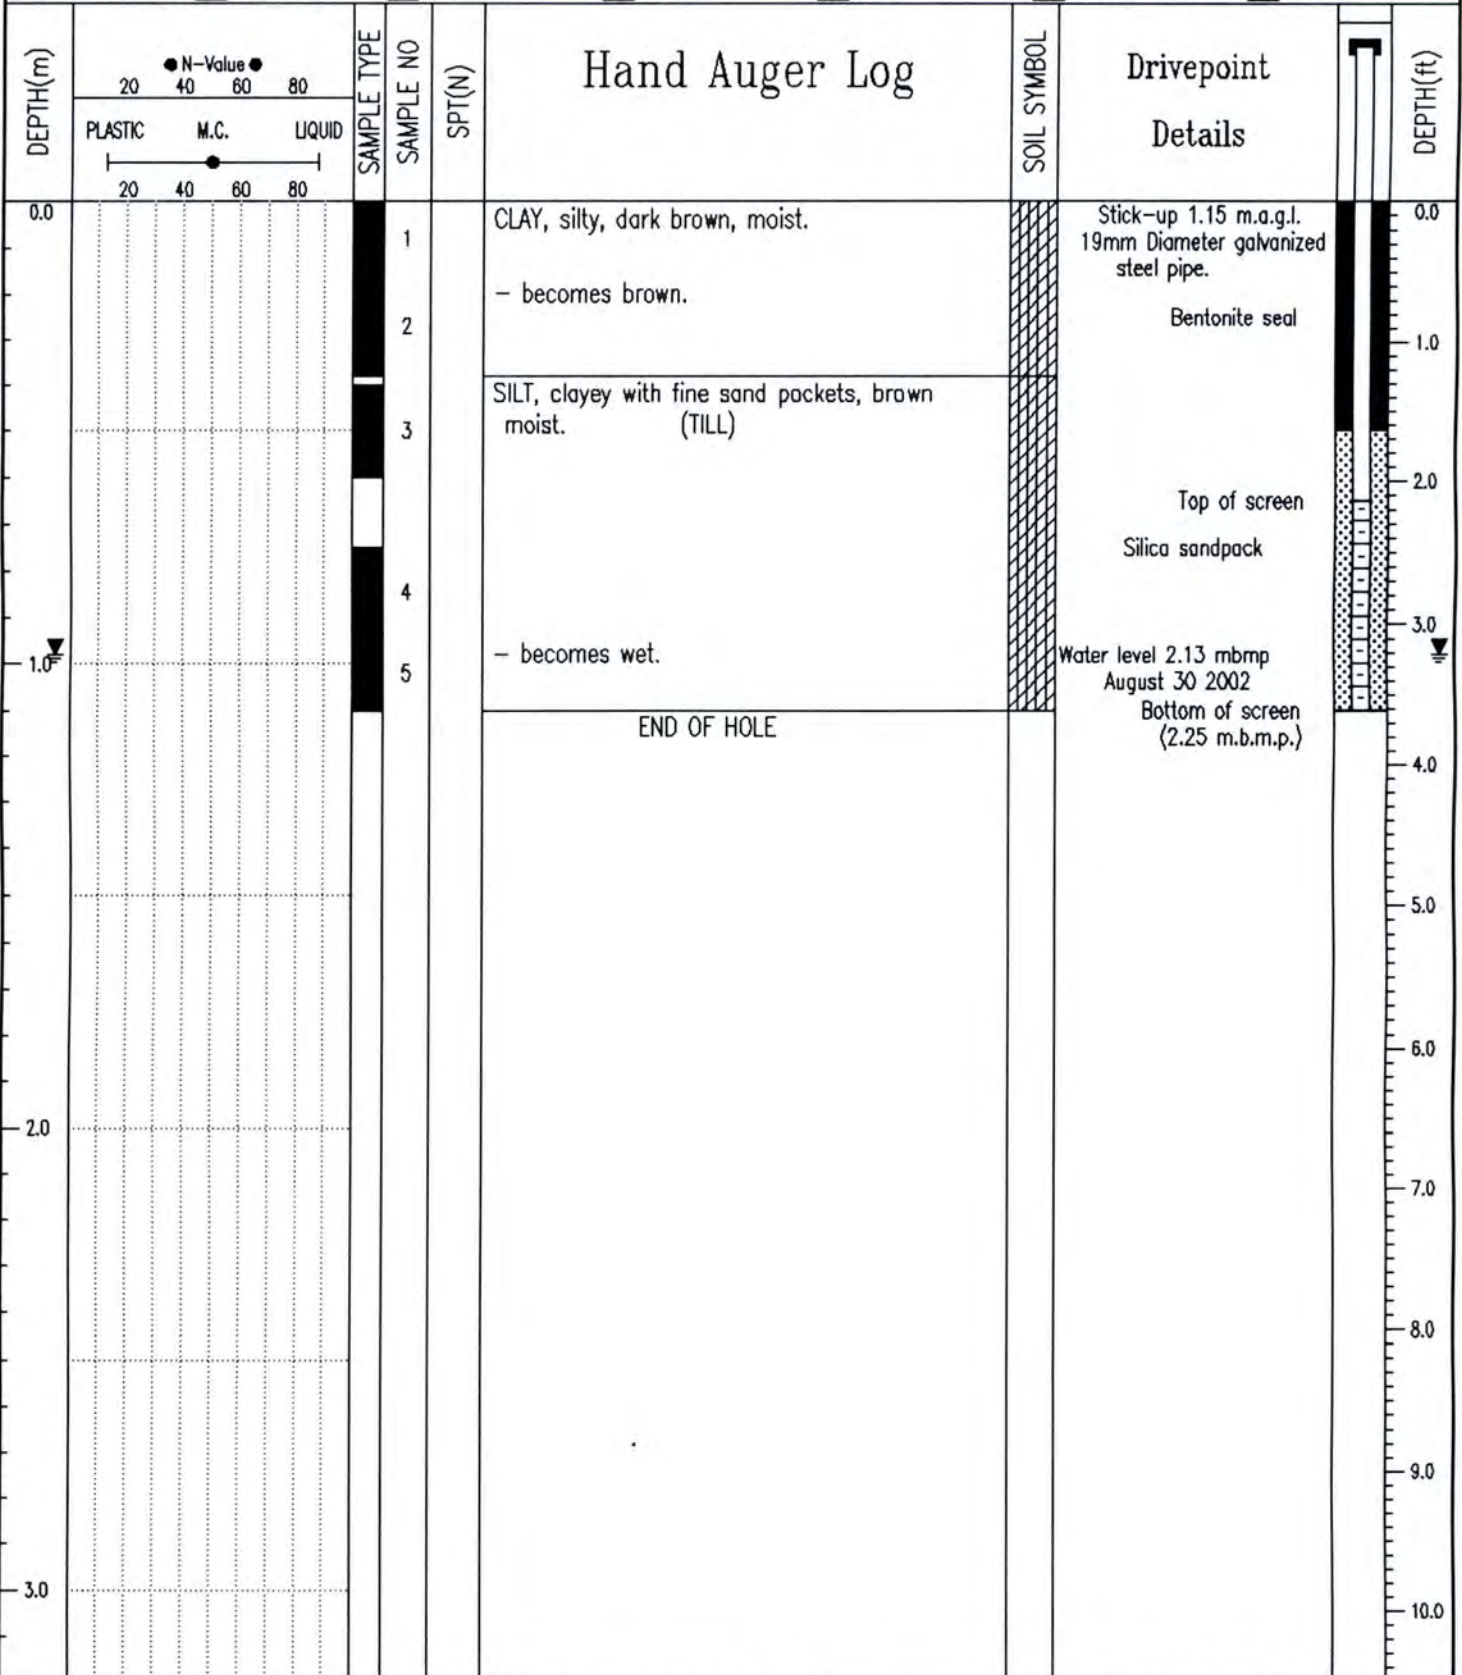 DEPTH(m)
● N-Value ●
20 40 60 80
PLASTIC M.C. LIQUID
20 40 60 80
SAMPLE TYPE
SAMPLE NO
SPT(N)
Hand Auger Log
SOIL SYMBOL
Drivepoint
Details
DEPTH(ft)
0.0
1
CLAY, silty, dark brown, moist.
Stick-up 1.15 m.a.g.l.
0.0
19mm Diameter galvanized
steel pipe.
- becomes brown.
2
Bentonite seal
1.0
SILT, clayey with fine sand pockets, brown
moist. (TILL)
3
2.0
Top of screen
Silica sandpack
4
3.0
1.0
- becomes wet.
5
Water level 2.13 mbmp
August 30 2002
Bottom of screen
(2.25 m.b.m.p.)
END OF HOLE
4.0
5.0
6.0
2.0
7.0
8.0
9.0
3.0
10.0